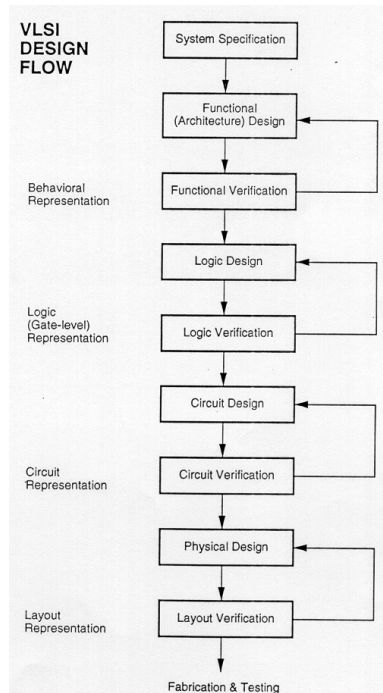 VLSI
DESIGN
FLOW
System Specification
Functional
(Architecture) Design
Behavioral
Representation
Functional Verification
Logic Design
Logic
(Gate-level)
Representation
Logic Verification
Circuit Design
Circuit
Representation
Circuit Verification
Physical Design
Layout
Representation
Layout Verification
Fabrication & Testing